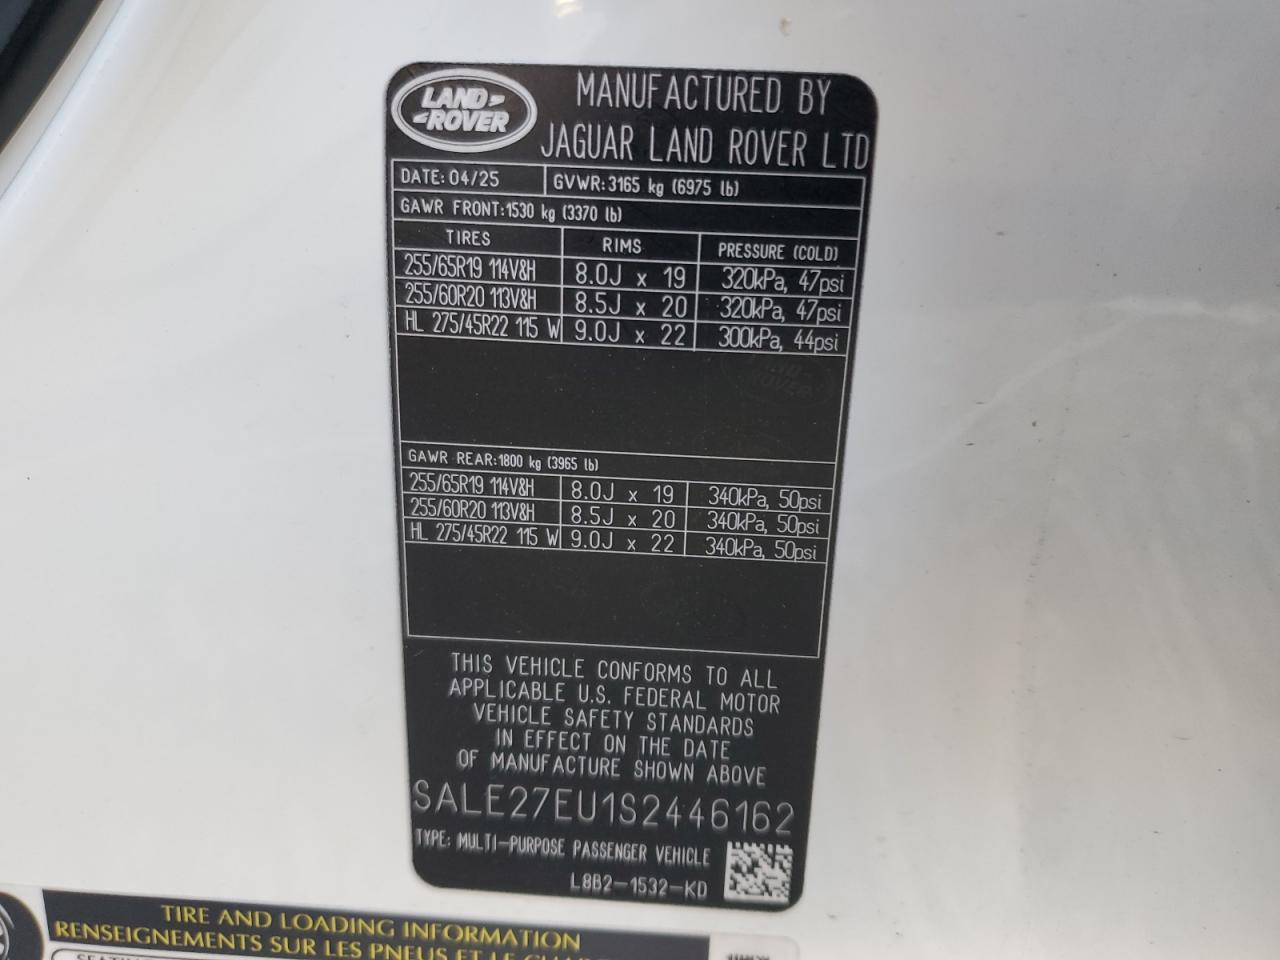 LAND ROVER
MANUFACTURED BY
JAGUAR LAND ROVER LTD
DATE: 04/25 GVWR: 3165 kg (6975 lb)
GAWR FRONT: 1530 kg (3370 lb)
TIRES RIMS PRESSURE (COLD)
255/65R19 114V&H 8.0J x 19 320kPa, 47psi
255/60R20 113V&H 8.5J x 20 320kPa, 47psi
HL 275/45R22 115 W 9.0J x 22 300kPa, 44psi
GAWR REAR: 1800 kg (3965 lb)
255/65R19 114V&H 8.0J x 19 340kPa, 50psi
255/60R20 113V&H 8.5J x 20 340kPa, 50psi
HL 275/45R22 115 W 9.0J x 22 340kPa, 50psi
THIS VEHICLE CONFORMS TO ALL
APPLICABLE U.S. FEDERAL MOTOR
VEHICLE SAFETY STANDARDS
IN EFFECT ON THE DATE
OF MANUFACTURE SHOWN ABOVE
SALE27EU1S2446162
TYPE: MULTI-PURPOSE PASSENGER VEHICLE
L8B2-1532-KD
TIRE AND LOADING INFORMATION
RENSEIGNEMENTS SUR LES PNEUS ET LE